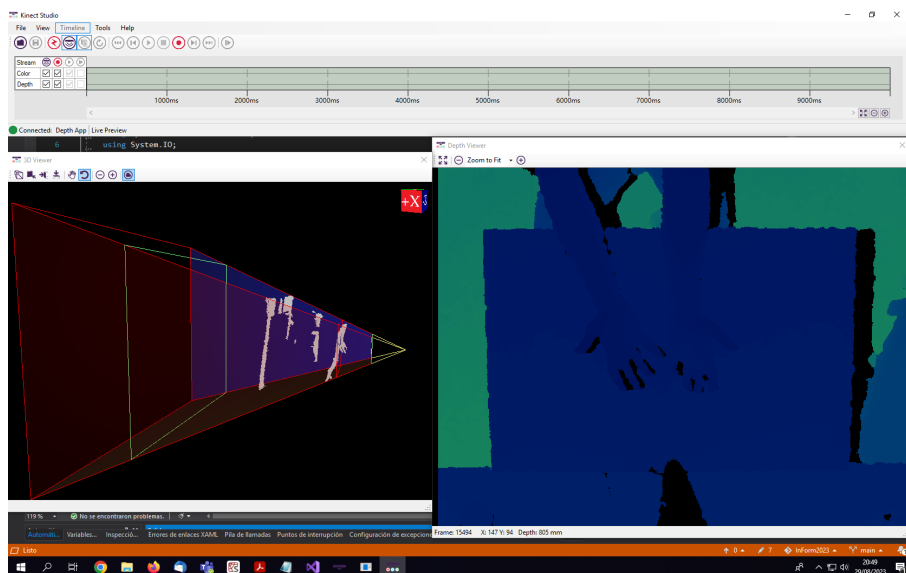 Kinect Studio
File View Timeline Tools Help
Stream
Color
Depth
1000ms 2000ms 3000ms 4000ms 5000ms 6000ms 7000ms 8000ms 9000ms
Connected: Depth App Live Preview
6 using System.IO;
3D Viewer
+X
Depth Viewer
Zoom to Fit
Frame: 15494 X: 147 Y: 94 Depth: 805 mm
119 % No se encontraron problemas.
Automáti... Variables... Inspecció... Errores de enlaces XAML Pila de llamadas Puntos de interrupción Configuración de excepcione
Listo
0 7 InForm2023 main
20:49
29/08/2023